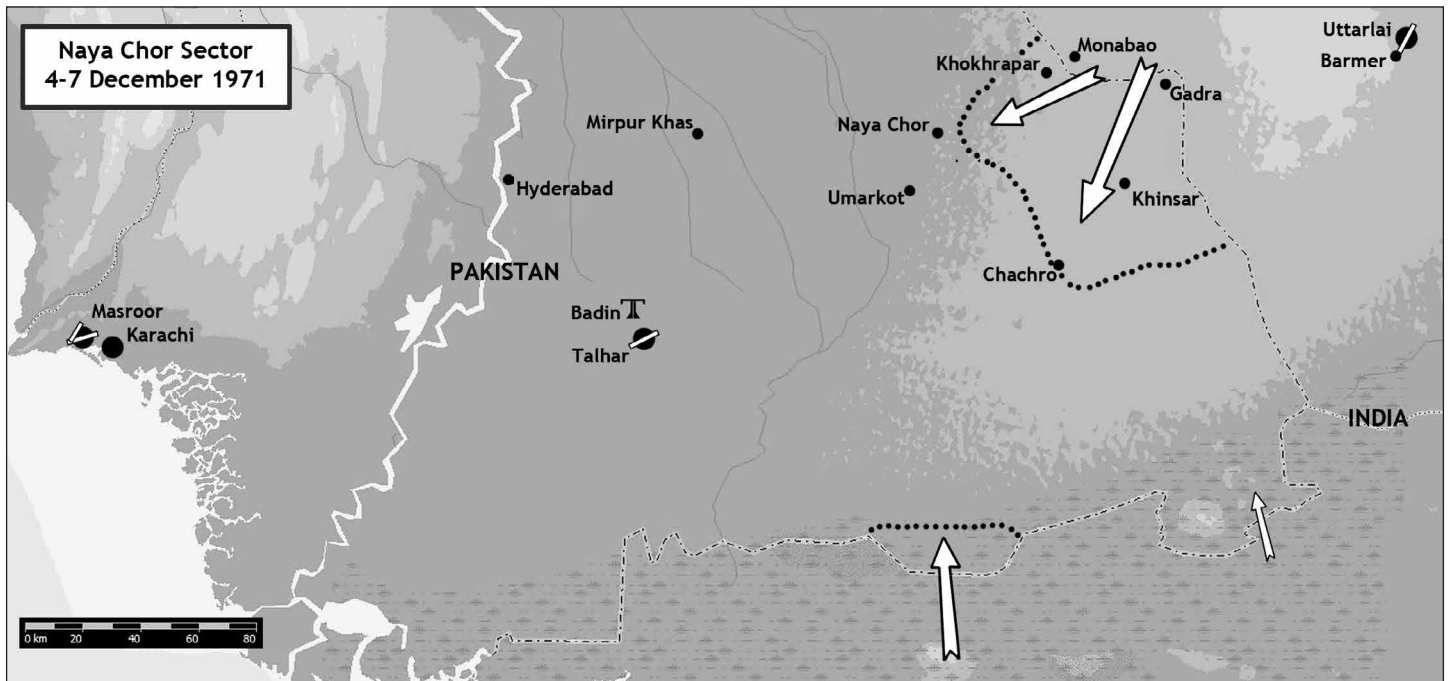 Naya Chor Sector
4-7 December 1971
Uttarlai
Barmer
Monabao
Khokhrapar
Gadra
Mirpur Khas
Naya Chor
Hyderabad
Umarkot
Khinsar
PAKISTAN
Chachro
Badin
Masroor
Karachi
Talhar
INDIA
0 km 20 40 60 80